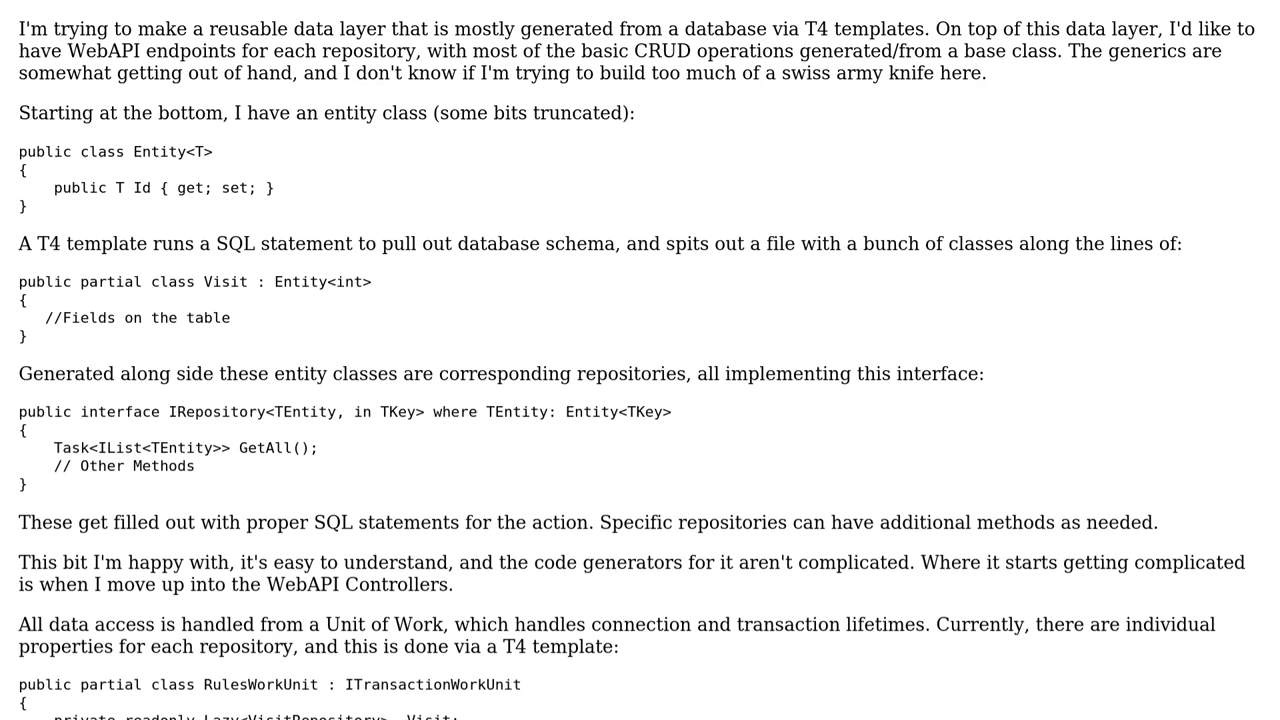 I'm trying to make a reusable data layer that is mostly generated from a database via T4 templates. On top of this data layer, I'd like to
have WebAPI endpoints for each repository, with most of the basic CRUD operations generated/from a base class. The generics are
somewhat getting out of hand, and I don't know if I'm trying to build too much of a swiss army knife here.
Starting at the bottom, I have an entity class (some bits truncated):
public class Entity<T>
{
    public T Id { get; set; }
}
A T4 template runs a SQL statement to pull out database schema, and spits out a file with a bunch of classes along the lines of:
public partial class Visit : Entity<int>
{
   //Fields on the table
}
Generated along side these entity classes are corresponding repositories, all implementing this interface:
public interface IRepository<TEntity, in TKey> where TEntity: Entity<TKey>
{
    Task<IList<TEntity>> GetAll();
    // Other Methods
}
These get filled out with proper SQL statements for the action. Specific repositories can have additional methods as needed.
This bit I'm happy with, it's easy to understand, and the code generators for it aren't complicated. Where it starts getting complicated
is when I move up into the WebAPI Controllers.
All data access is handled from a Unit of Work, which handles connection and transaction lifetimes. Currently, there are individual
properties for each repository, and this is done via a T4 template:
public partial class RulesWorkUnit : ITransactionWorkUnit
{
    private readonly Lazy<VisitRepository> _Visit;